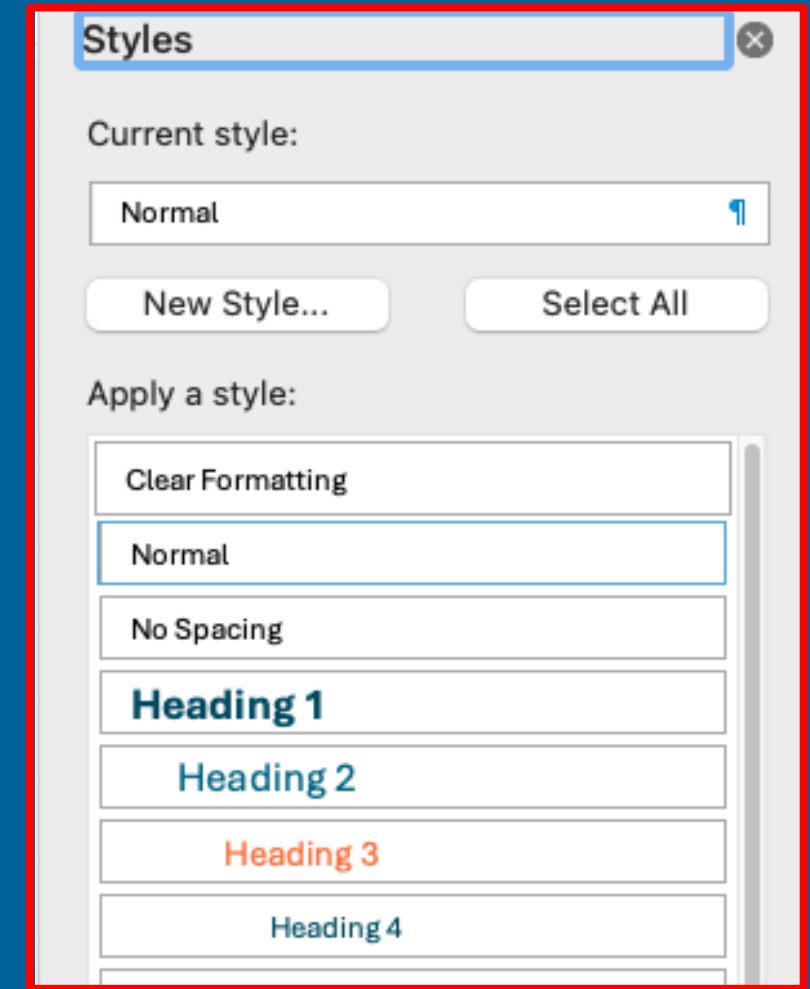 Styles
Current style:
Normal ¶
New Style... Select All
Apply a style:
Clear Formatting
Normal
No Spacing
Heading 1
Heading 2
Heading 3
Heading 4